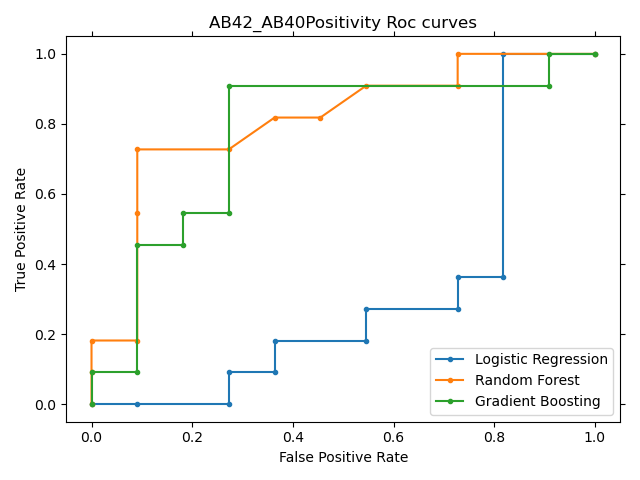 AB42_AB40Positivity Roc curves
1.0
0.8
0.6
0.4
0.2
0.0
True Positive Rate
0.0 0.2 0.4 0.6 0.8 1.0
False Positive Rate
Logistic Regression
Random Forest
Gradient Boosting